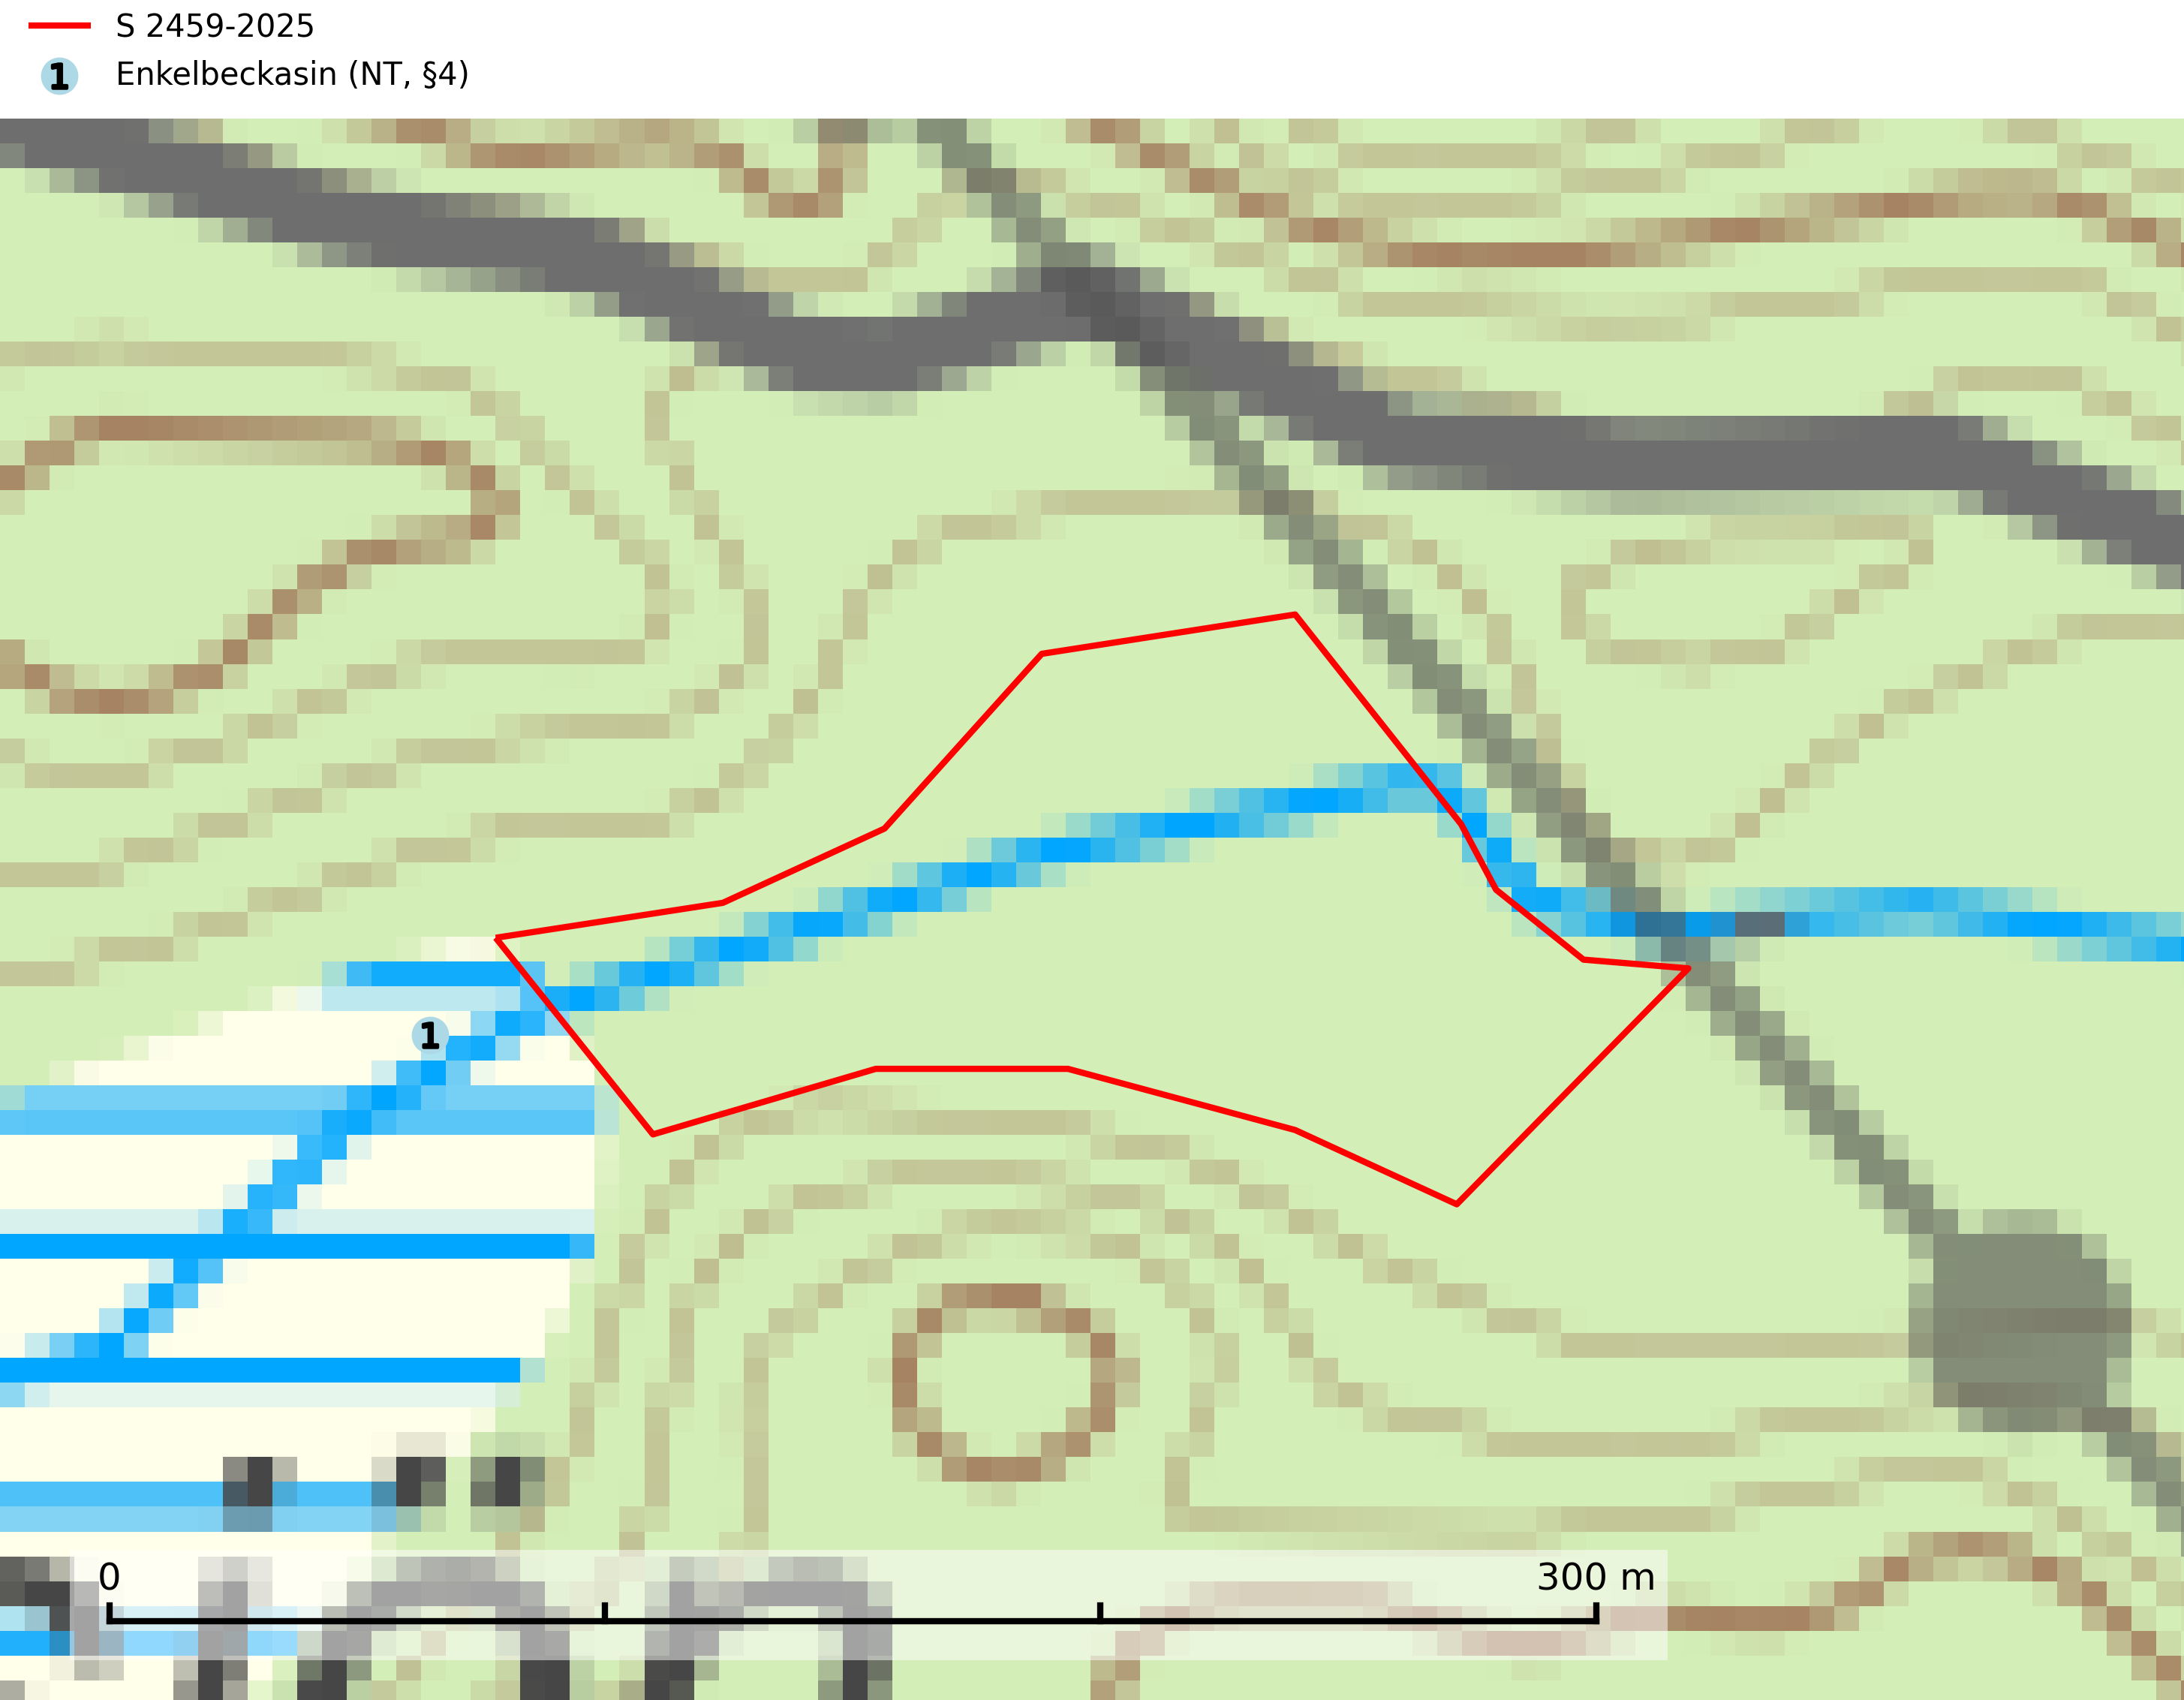 S 2459-2025
1 Enkelbeckasin (NT, §4)
1
0 300 m